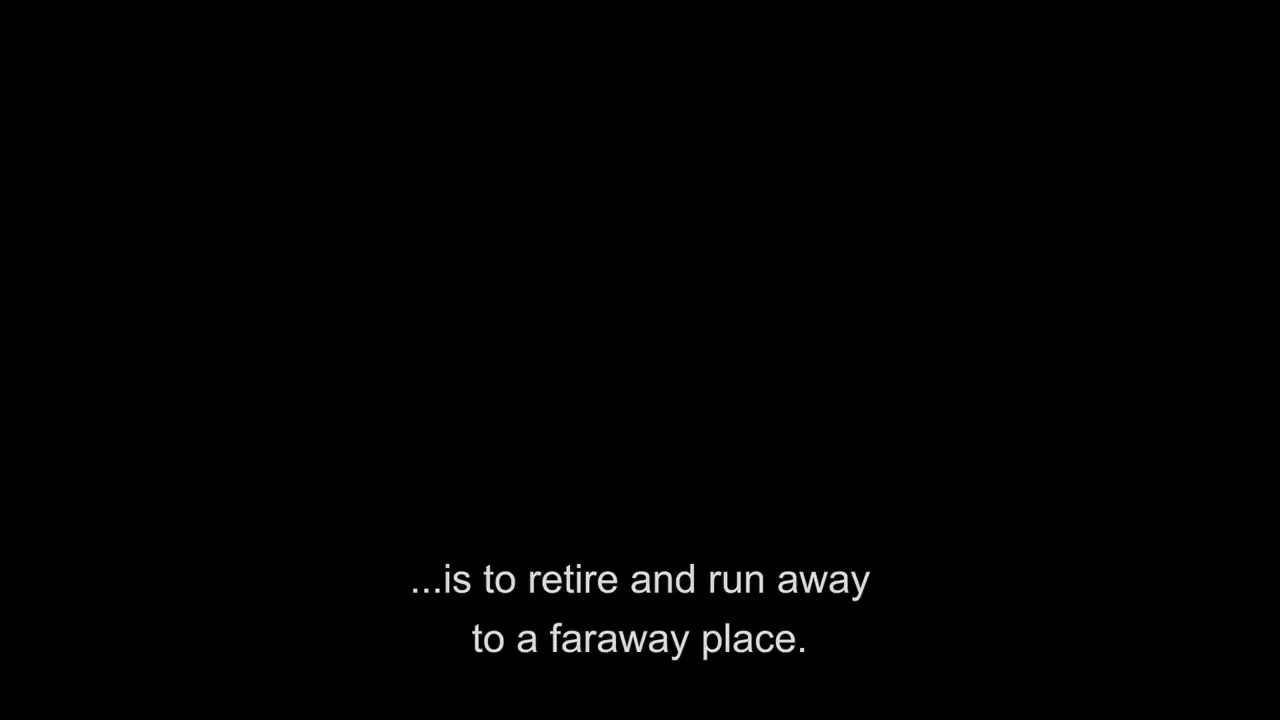 ...is to retire and run away
to a faraway place.